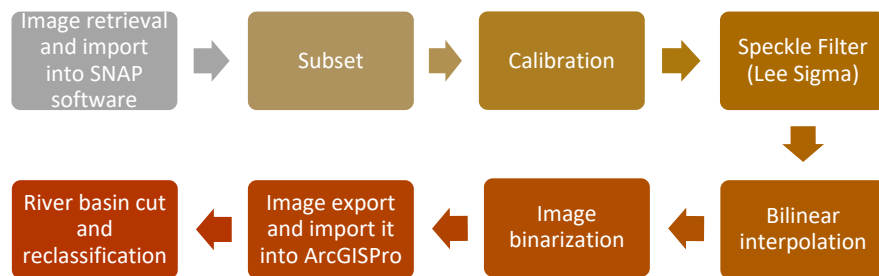 Image retrieval
and import
into SNAP
software
Subset
Calibration
Speckle Filter
(Lee Sigma)
Bilinear
interpolation
Image
binarization
Image export
and import it
into ArcGISPro
River basin cut
and
reclassification